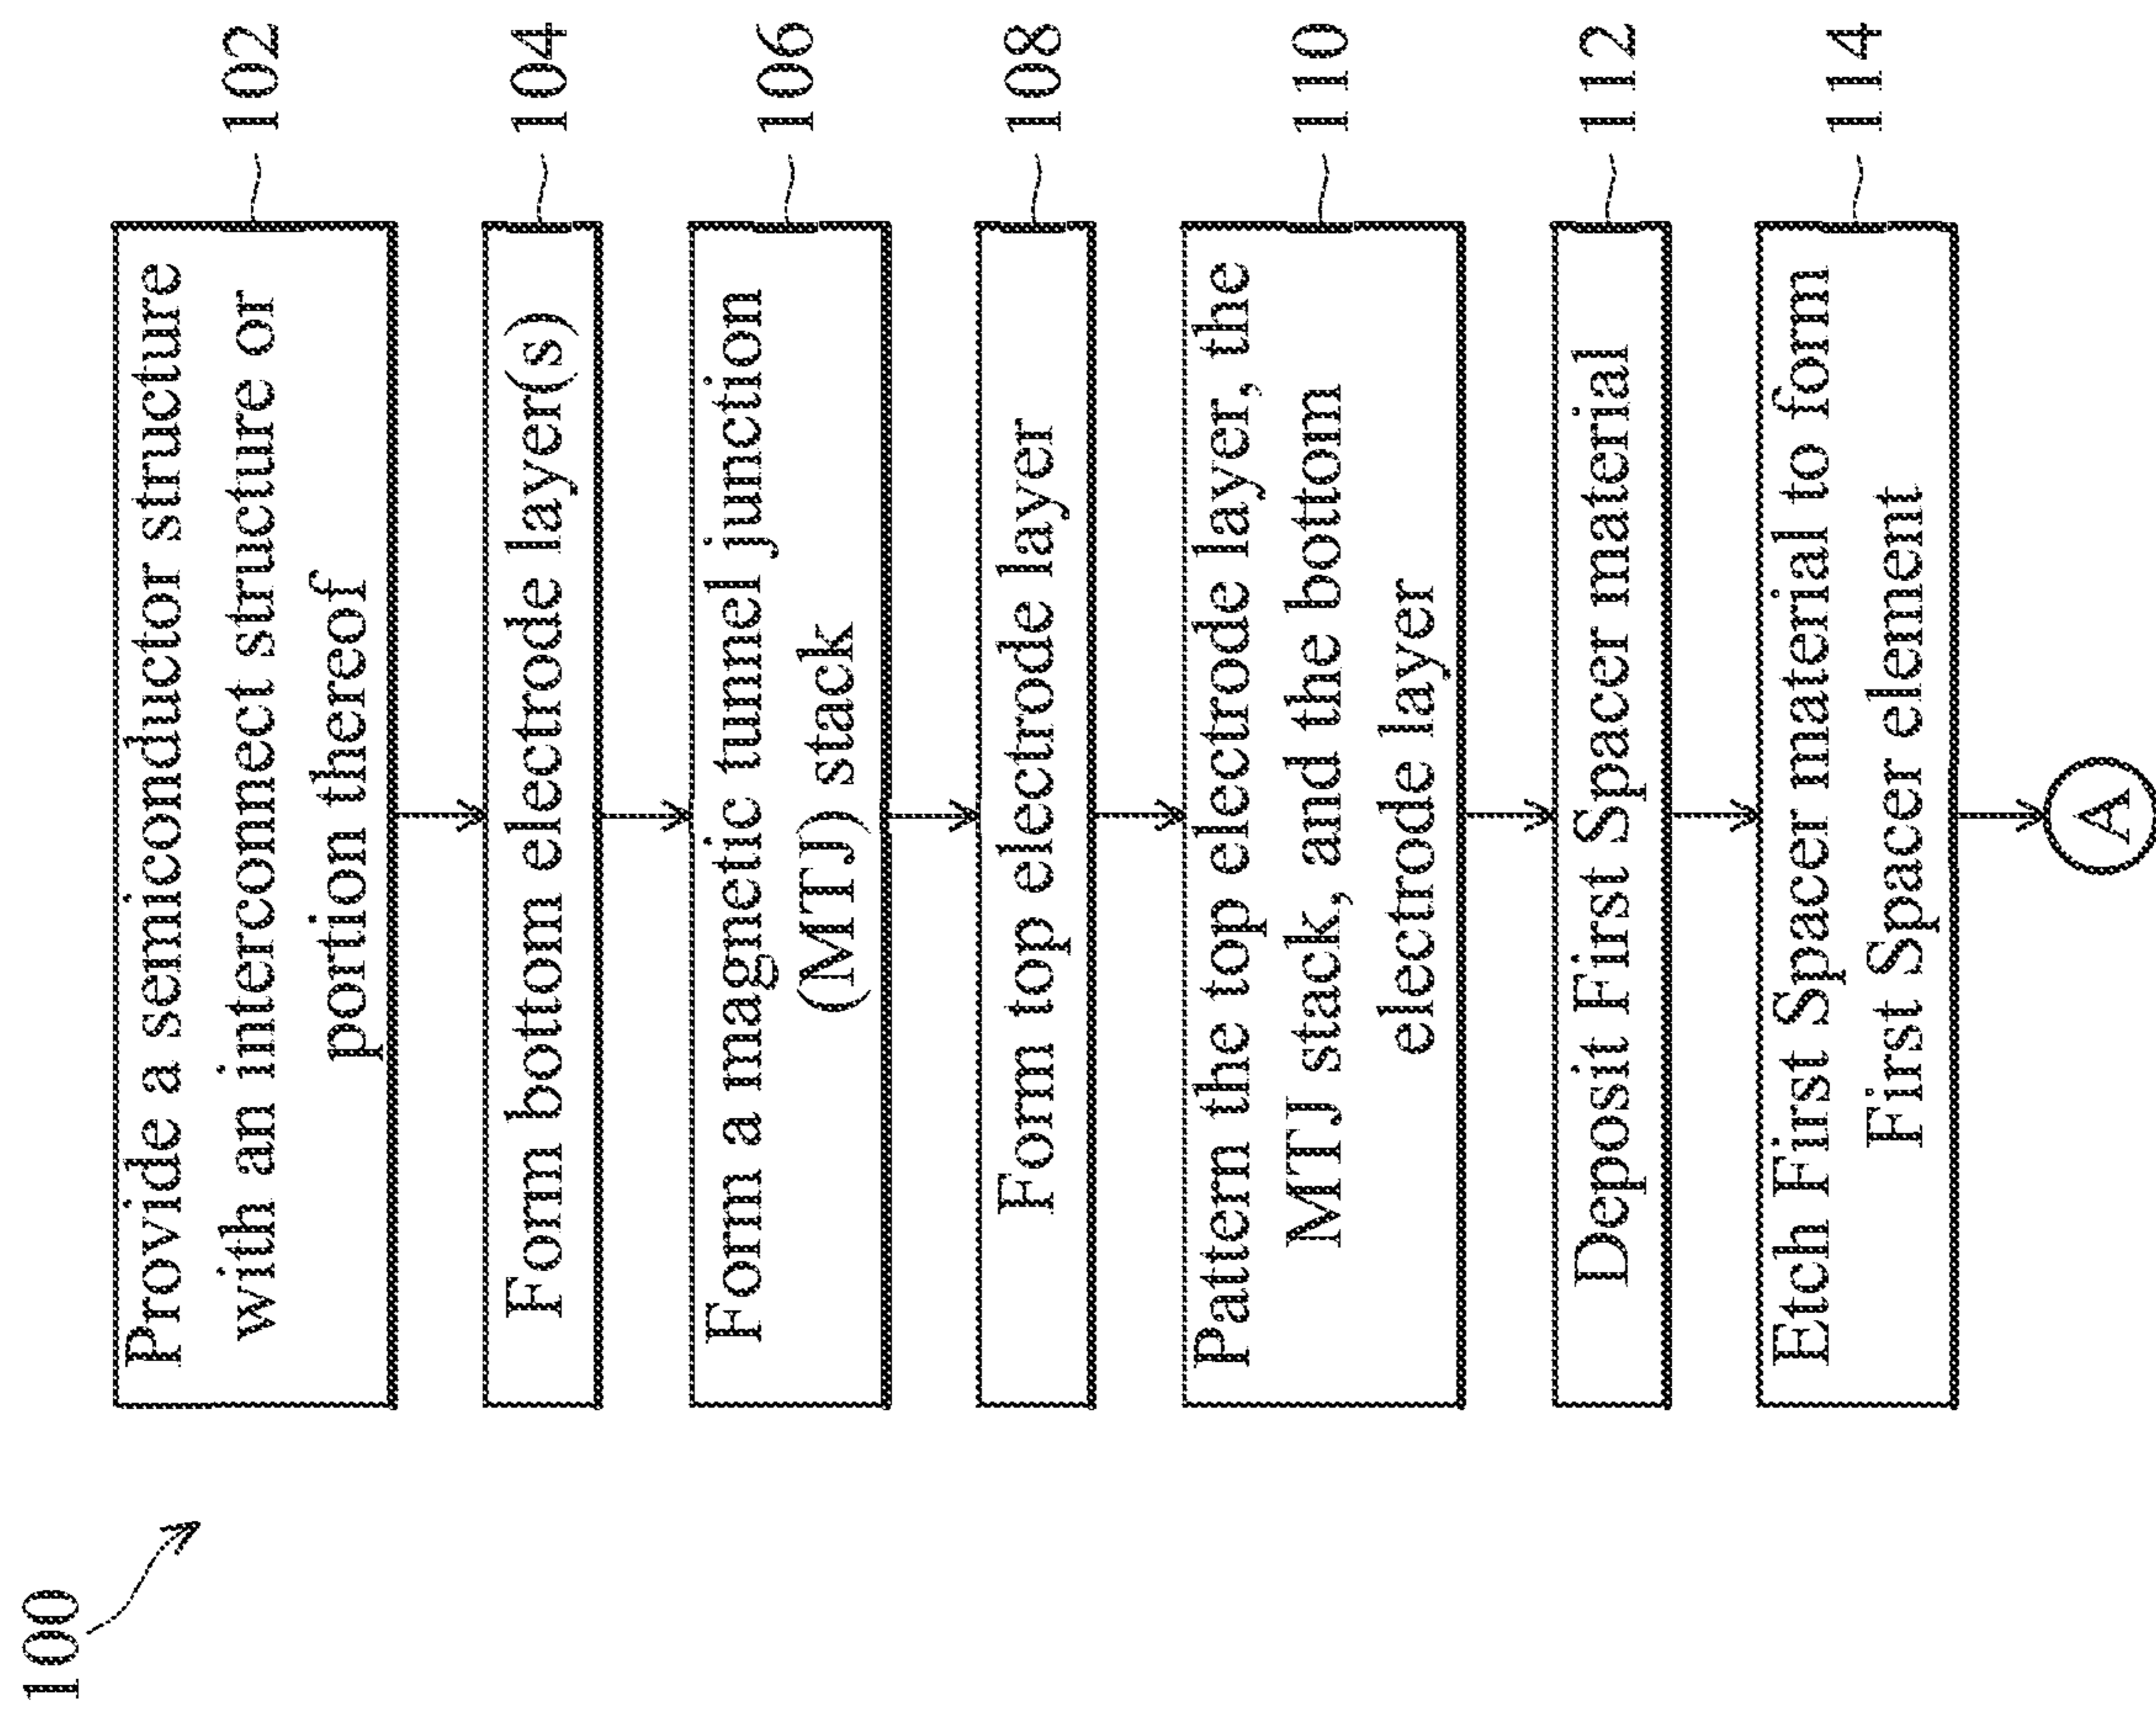 100
Provide a semiconductor structure
with an interconnect structure or
portion thereof
102
Form bottom electrode layer(s)
104
Form a magnetic tunnel junction
(MTJ) stack
106
Form top electrode layer
108
Pattern the top electrode layer, the
MTJ stack, and the bottom
electrode layer
110
Deposit First Spacer material
112
Etch First Spacer material to form
First Spacer element
114
A